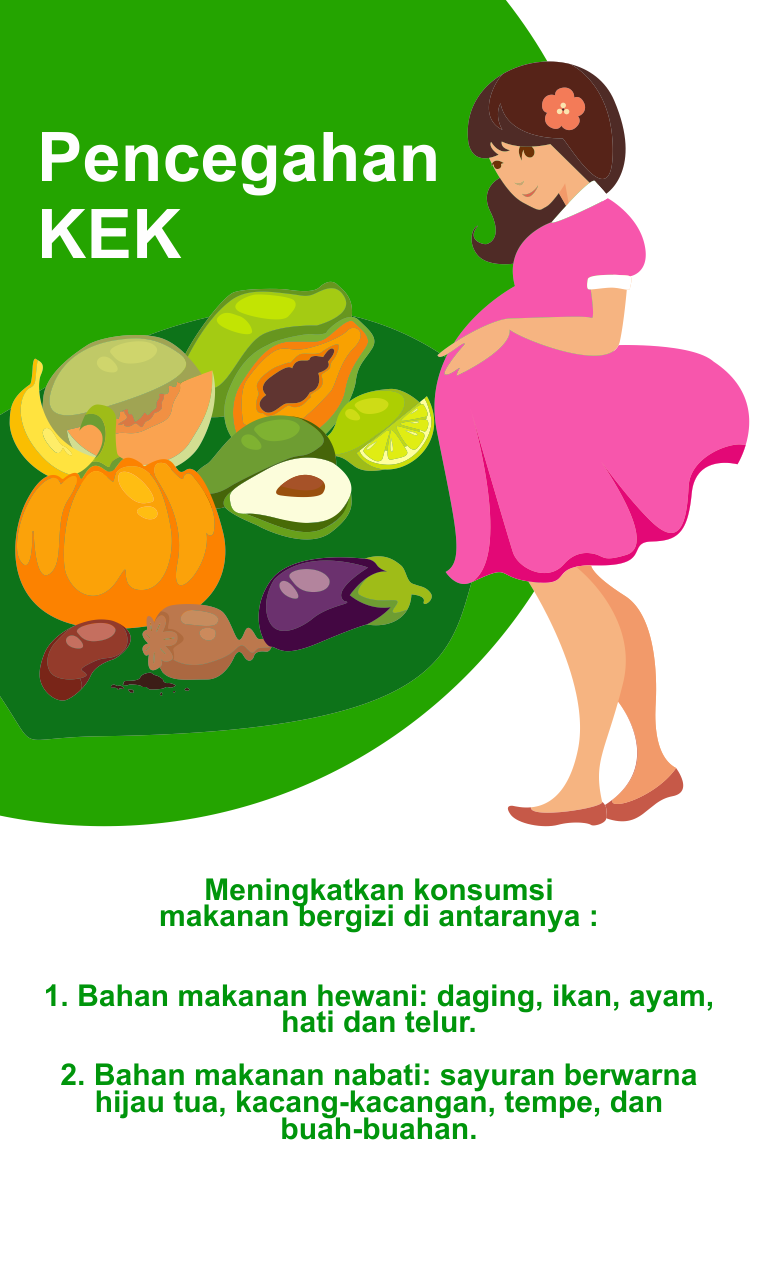 Pencegahan
KEK
Meningkatkan konsumsi
makanan bergizi di antaranya :
1. Bahan makanan hewani: daging, ikan, ayam,
hati dan telur.
2. Bahan makanan nabati: sayuran berwarna
hijau tua, kacang-kacangan, tempe, dan
buah-buahan.